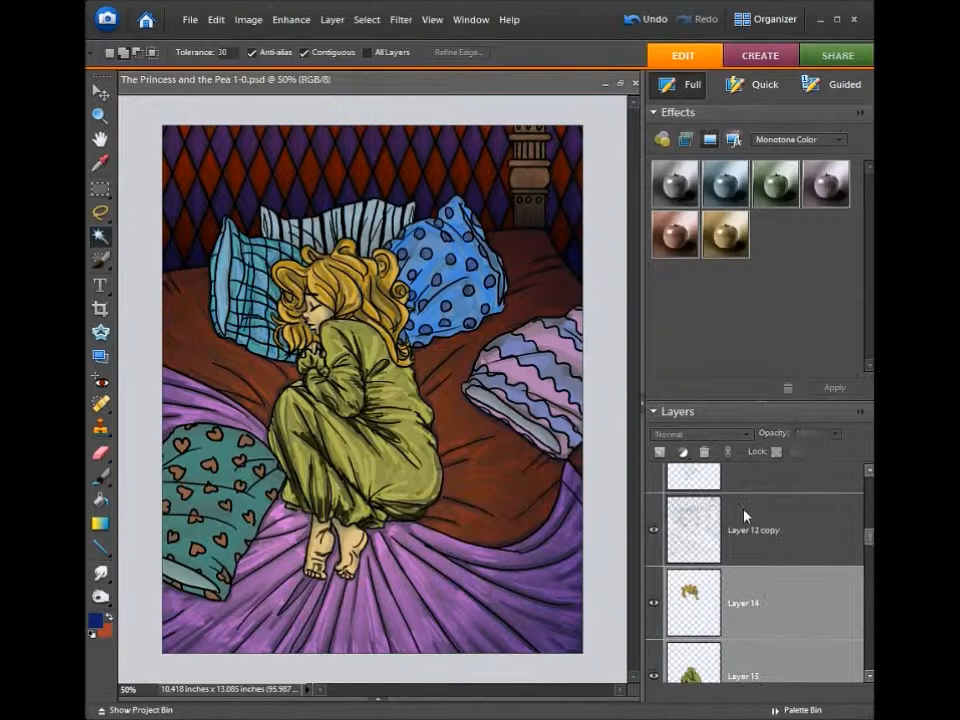 File Edit Image Enhance Layer Select Filter View Window Help Undo Redo Organizer
Tolerance: 30 Anti-alias Contiguous All Layers Refine Edge... EDIT CREATE SHARE
The Princess and the Pea 1-0.psd @ 50% (RGB/8)
Full Quick Guided
Effects
Monotone Color
Apply
Layers
Normal Opacity:
Lock:
Layer 12 copy
Layer 14
Layer 15
50% 10.418 inches x 13.085 inches (95.987 ...
Show Project Bin Palette Bin